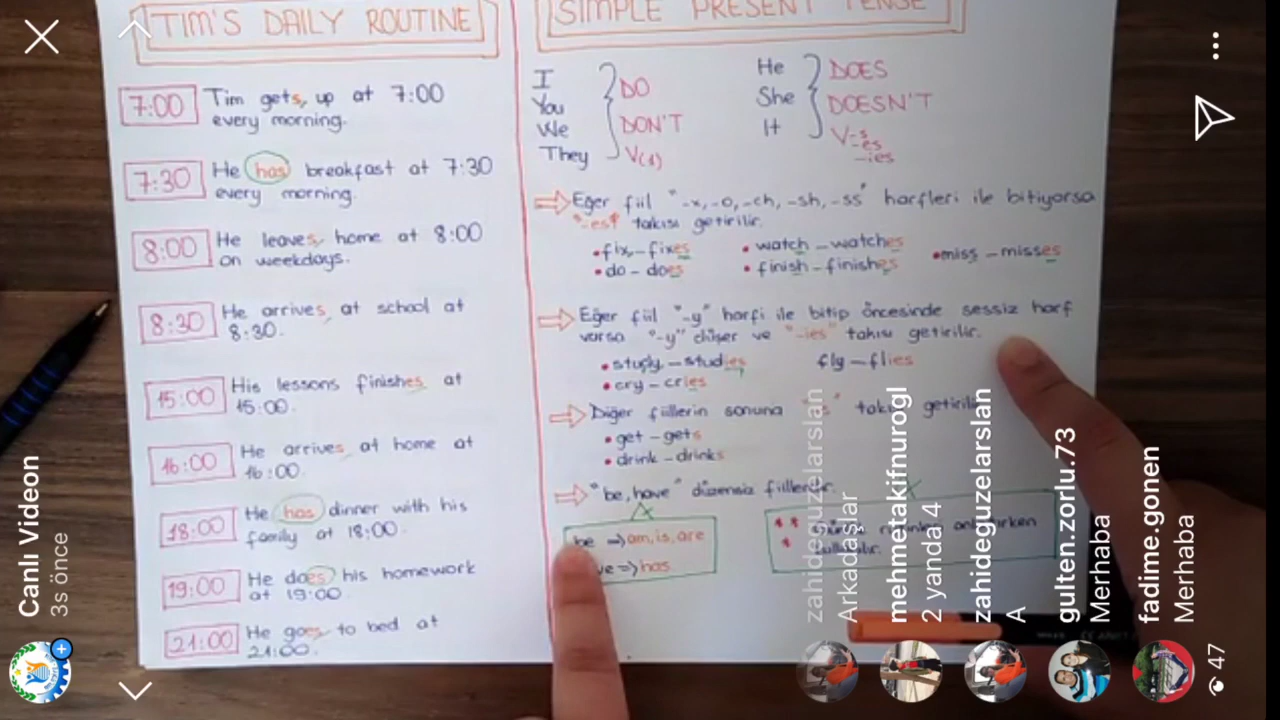 TIM'S DAILY ROUTINE
7:00 Tim gets up at 7:00
every morning.
7:30 He has breakfast at 7:30
every morning.
8:00 He leaves home at 8:00
on weekdays.
8:30 He arrives at school at
8:30.
15:00 His lessons finishes at
15:00.
16:00 He arrives at home at
16:00.
18:00 He has dinner with his
family at 18:00.
19:00 He does his homework
at 19:00.
21:00 He goes to bed at
21:00.
SIMPLE PRESENT TENSE
I
You
We
They
DO
DON'T
V(1)
He
She
It
DOES
DOESN'T
V-s
-es
-ies
Eğer fiil "-x, -o, -ch, -sh, -ss" harfleri ile bitiyorsa
"-es" takısı getirilir.
• fix - fixes
• do - does
• watch - watches
• finish - finishes
• miss - misses
Eğer fiil "-y" harfi ile bitip öncesinde sessiz harf
varsa "-y" düşer ve "-ies" takısı getirilir.
• study - studies
• cry - cries
fly - flies
Diğer fiillerin sonuna "-s" takısı
• get - gets
• drink - drinks
"be, have" düzensiz fiillerdir.
be => am, is, are
ve => has
Canlı Videon
3s önce
zahideguzelarslan
Arkadaşlar
mehmetakifnurogl
2 yanda 4
zahideguzelarslan
A
gulten.zorlu.73
Merhaba
fadime.gonen
Merhaba
47